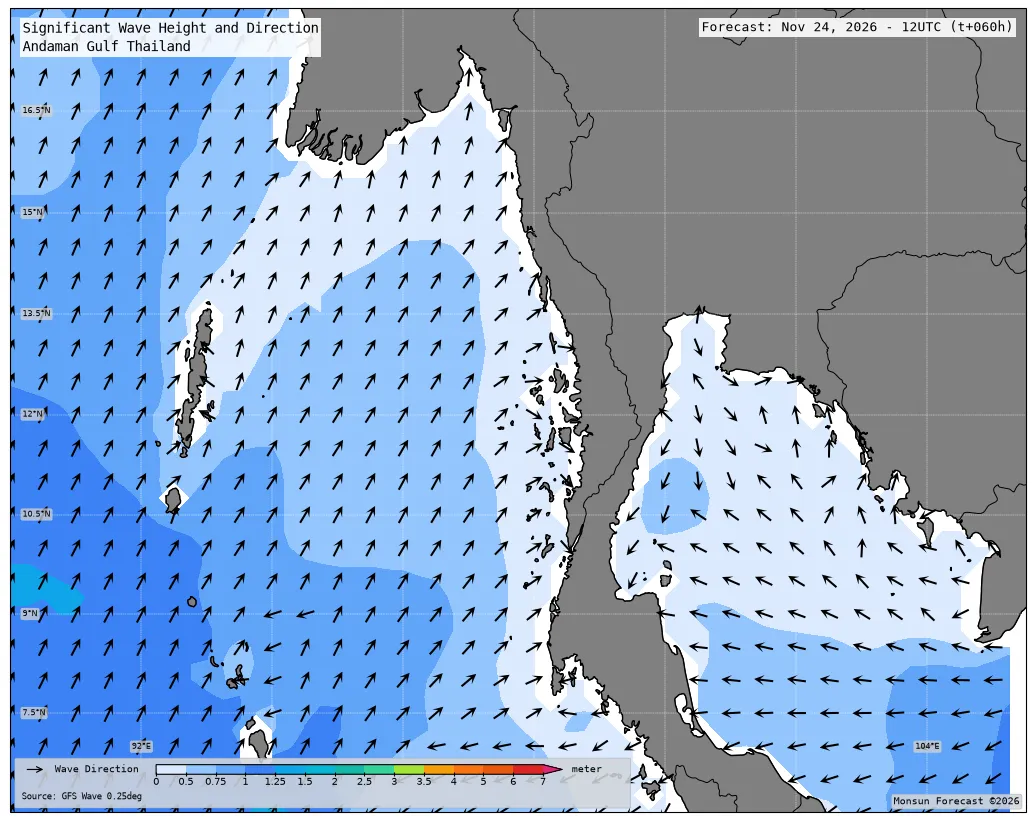 Significant Wave Height and Direction
Andaman Gulf Thailand
Forecast: Nov 24, 2026 - 12UTC (t+060h)
16.5°N
15°N
13.5°N
12°N
10.5°N
9°N
7.5°N
92°E
104°E
Wave Direction
meter
0 0.5 0.75 1 1.25 1.5 2 2.5 3 3.5 4 5 6 7
Source: GFS Wave 0.25deg
Monsun Forecast ©2026